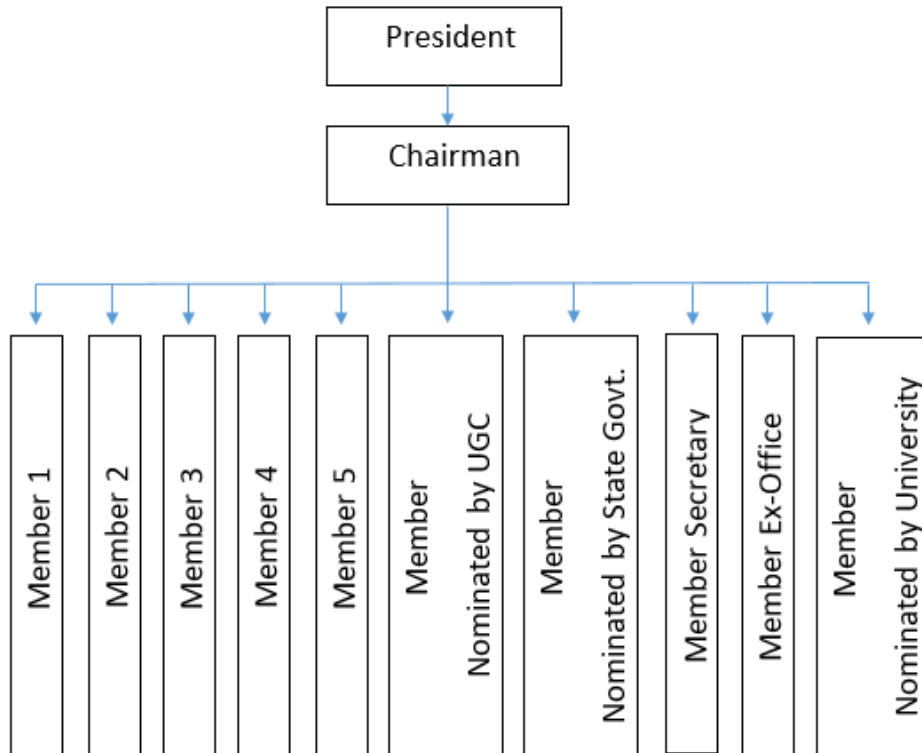 President
Chairman
Member 1
Member 2
Member 3
Member 4
Member 5
Member
Nominated by UGC
Member
Nominated by State Govt.
Member Secretary
Member Ex-Office
Member
Nominated by University